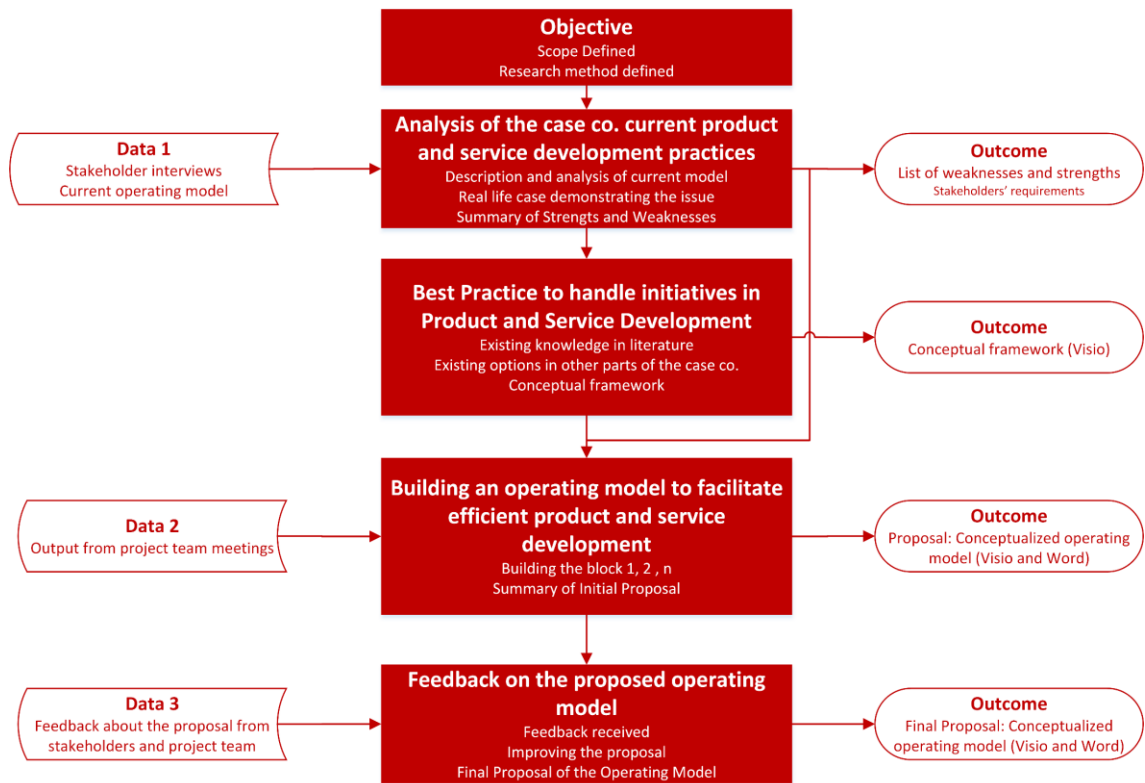 Objective
Scope Defined
Research method defined
Data 1
Stakeholder interviews
Current operating model
Analysis of the case co. current product
and service development practices
Description and analysis of current model
Real life case demonstrating the issue
Summary of Strengts and Weaknesses
Outcome
List of weaknesses and strengths
Stakeholders' requirements
Best Practice to handle initiatives in
Product and Service Development
Existing knowledge in literature
Existing options in other parts of the case co.
Conceptual framework
Outcome
Conceptual framework (Visio)
Data 2
Output from project team meetings
Building an operating model to facilitate
efficient product and service
development
Building the block 1, 2 , n
Summary of Initial Proposal
Outcome
Proposal: Conceptualized operating
model (Visio and Word)
Data 3
Feedback about the proposal from
stakeholders and project team
Feedback on the proposed operating
model
Feedback received
Improving the proposal
Final Proposal of the Operating Model
Outcome
Final Proposal: Conceptualized
operating model (Visio and Word)